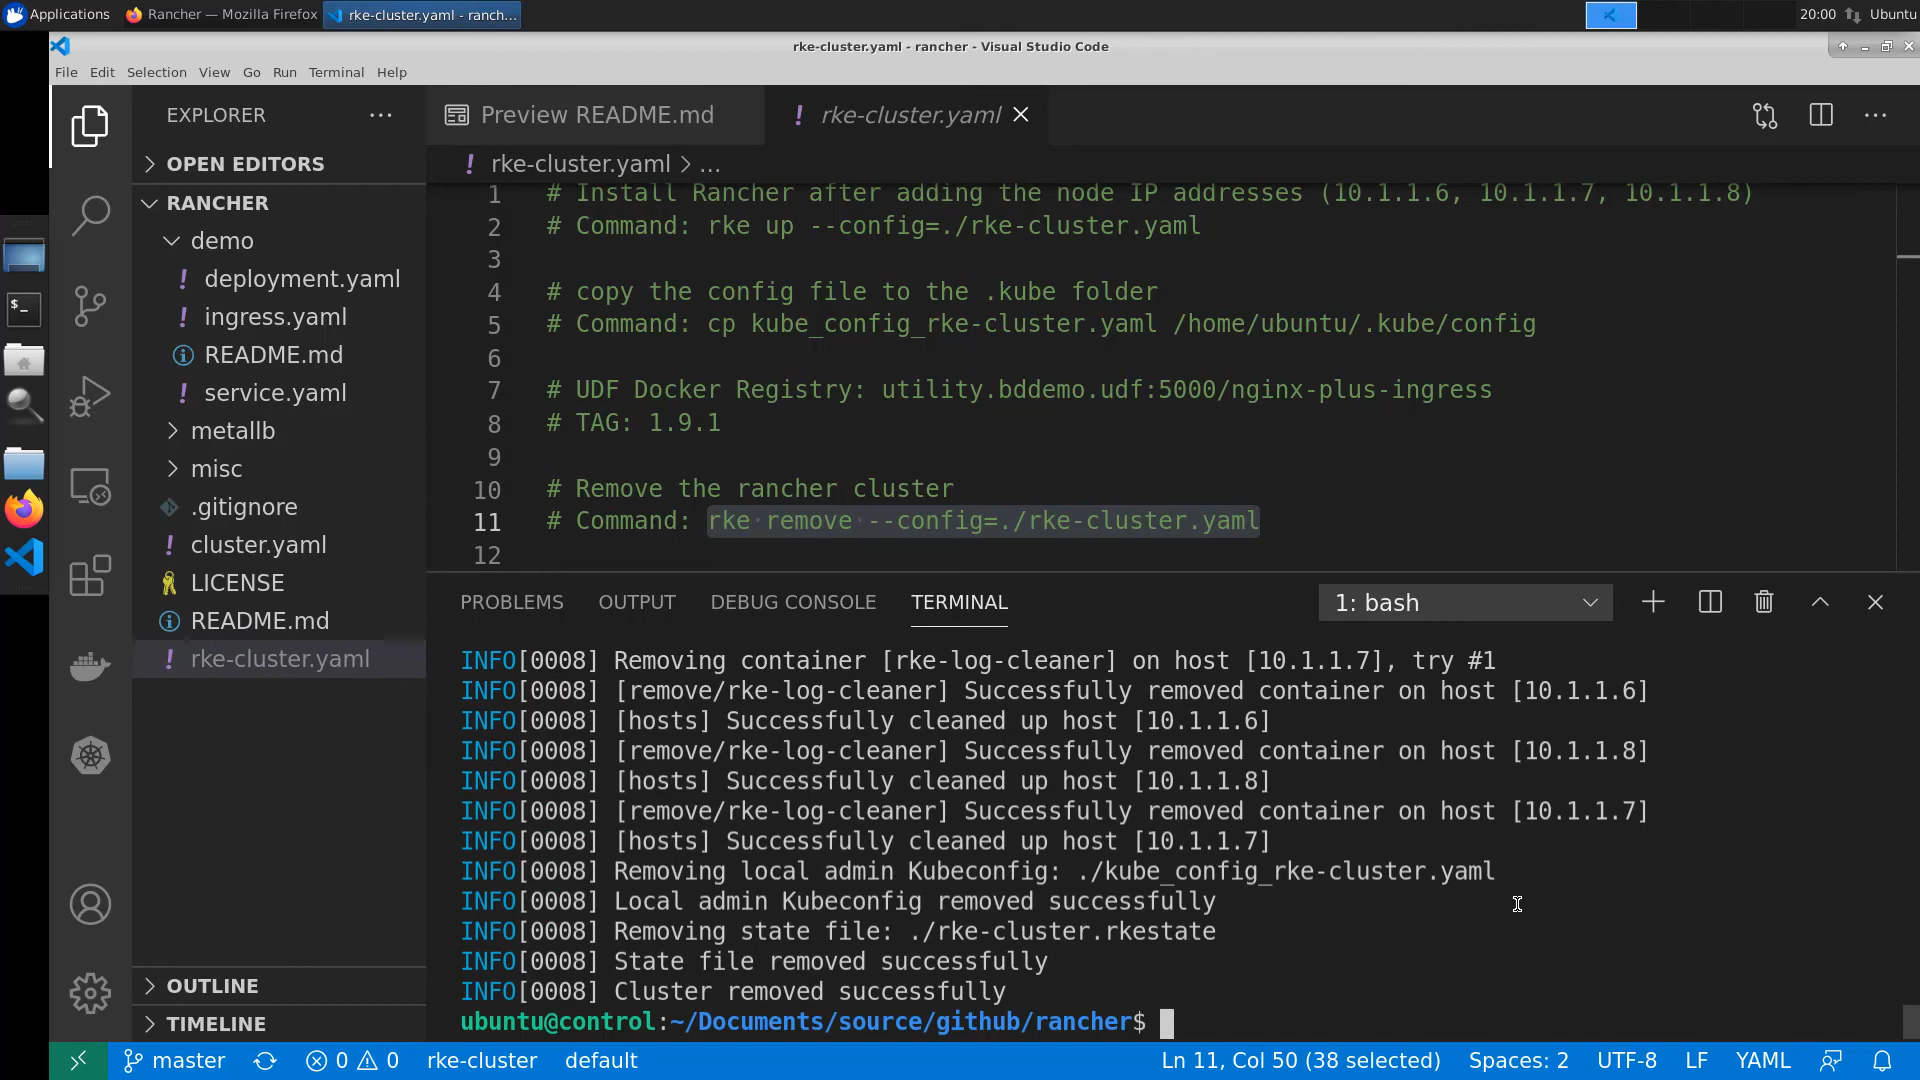 Applications
Rancher — Mozilla Firefox
rke-cluster.yaml - ranch...
20:00
Ubuntu
rke-cluster.yaml - rancher - Visual Studio Code
File Edit Selection View Go Run Terminal Help
EXPLORER
OPEN EDITORS
RANCHER
demo
! deployment.yaml
! ingress.yaml
README.md
! service.yaml
metallb
misc
.gitignore
! cluster.yaml
LICENSE
README.md
! rke-cluster.yaml
OUTLINE
TIMELINE
Preview README.md
! rke-cluster.yaml
! rke-cluster.yaml > ...
1 # Install Rancher after adding the node IP addresses (10.1.1.6, 10.1.1.7, 10.1.1.8)
2 # Command: rke up --config=./rke-cluster.yaml
3
4 # copy the config file to the .kube folder
5 # Command: cp kube_config_rke-cluster.yaml /home/ubuntu/.kube/config
6
7 # UDF Docker Registry: utility.bddemo.udf:5000/nginx-plus-ingress
8 # TAG: 1.9.1
9
10 # Remove the rancher cluster
11 # Command: rke remove --config=./rke-cluster.yaml
12
PROBLEMS OUTPUT DEBUG CONSOLE TERMINAL
1: bash
INFO[0008] Removing container [rke-log-cleaner] on host [10.1.1.7], try #1
INFO[0008] [remove/rke-log-cleaner] Successfully removed container on host [10.1.1.6]
INFO[0008] [hosts] Successfully cleaned up host [10.1.1.6]
INFO[0008] [remove/rke-log-cleaner] Successfully removed container on host [10.1.1.8]
INFO[0008] [hosts] Successfully cleaned up host [10.1.1.8]
INFO[0008] [remove/rke-log-cleaner] Successfully removed container on host [10.1.1.7]
INFO[0008] [hosts] Successfully cleaned up host [10.1.1.7]
INFO[0008] Removing local admin Kubeconfig: ./kube_config_rke-cluster.yaml
INFO[0008] Local admin Kubeconfig removed successfully
INFO[0008] Removing state file: ./rke-cluster.rkestate
INFO[0008] State file removed successfully
INFO[0008] Cluster removed successfully
ubuntu@control:~/Documents/source/github/rancher$
master
0
0
rke-cluster
default
Ln 11, Col 50 (38 selected)
Spaces: 2
UTF-8
LF
YAML